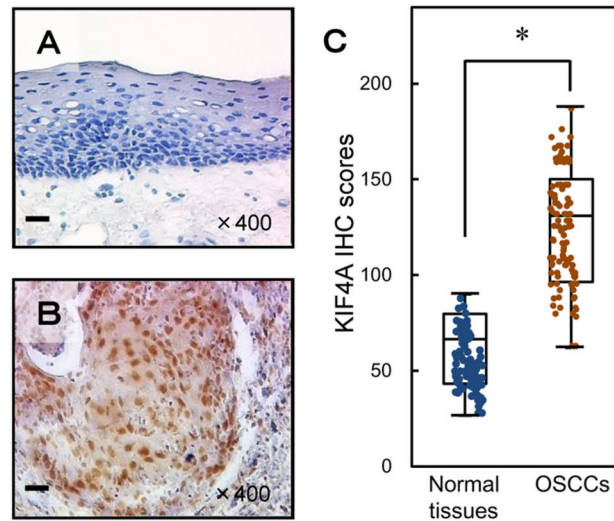 A
× 400
B
× 400
C
*
KIF4A IHC scores
200
150
100
50
0
Normal
tissues
OSCCs